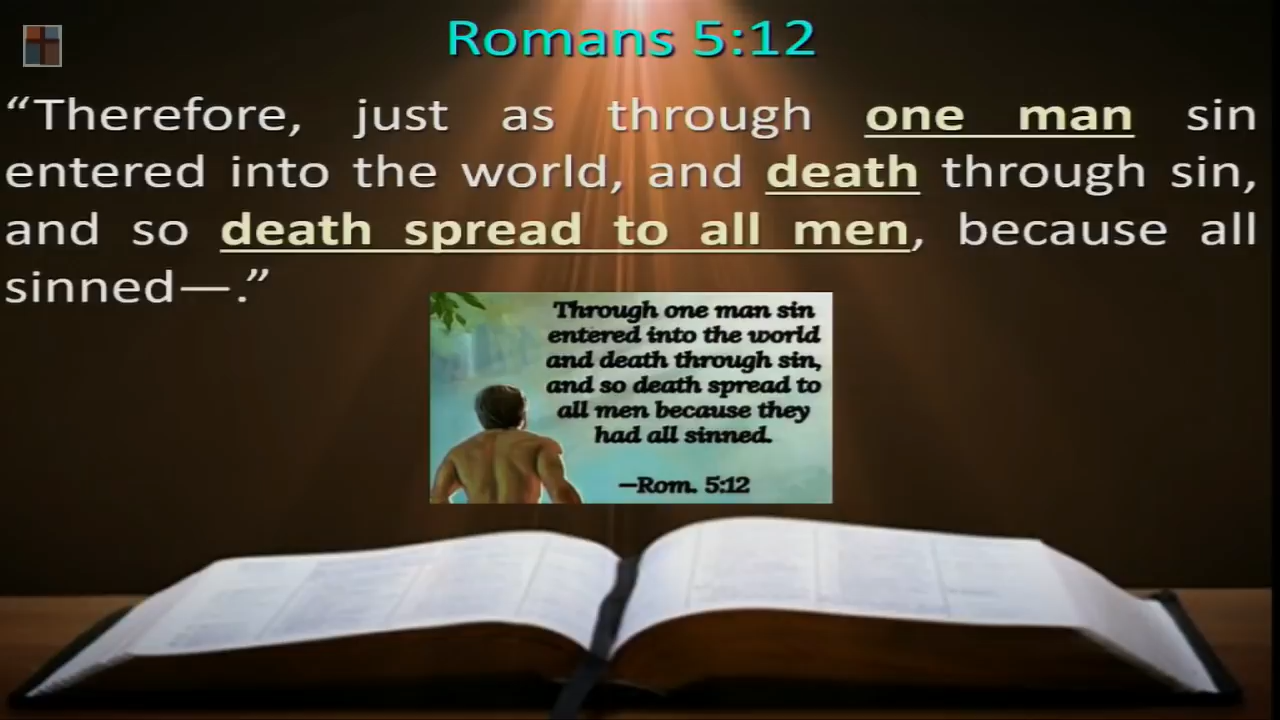 Romans 5:12
“Therefore, just as through one man sin
entered into the world, and death through sin,
and so death spread to all men, because all
sinned—.”
Through one man sin
entered into the world
and death through sin,
and so death spread to
all men because they
had all sinned.
—Rom. 5:12